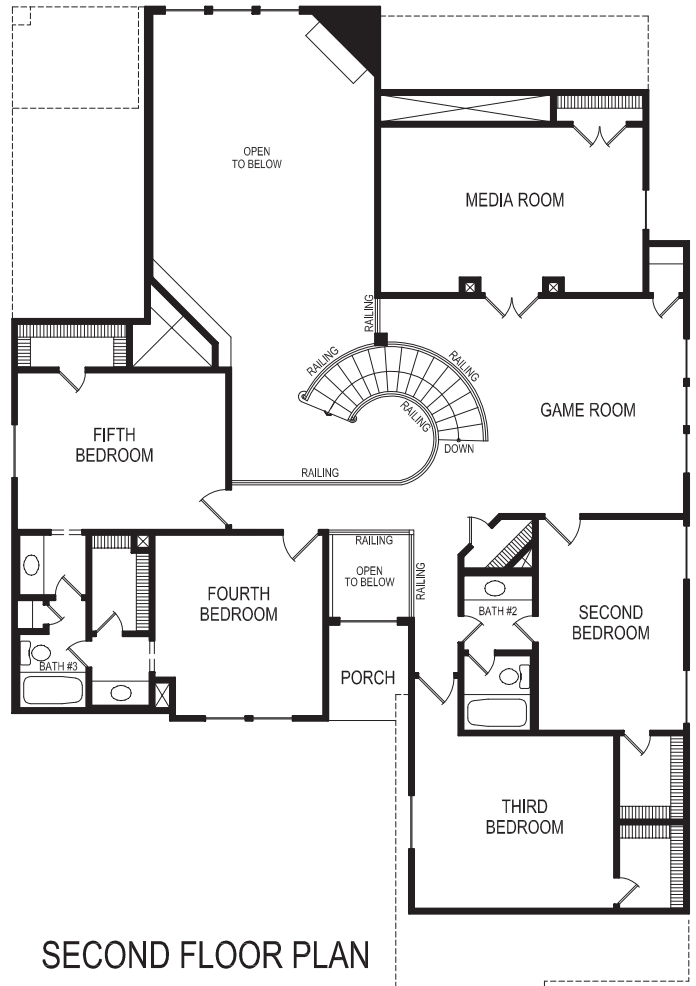 OPEN
TO BELOW
MEDIA ROOM
RAILING
RAILING
RAILING
RAILING
GAME ROOM
DOWN
FIFTH
BEDROOM
RAILING
RAILING
OPEN
TO BELOW
RAILING
FOURTH
BEDROOM
BATH #2
SECOND
BEDROOM
BATH #3
PORCH
THIRD
BEDROOM
SECOND FLOOR PLAN